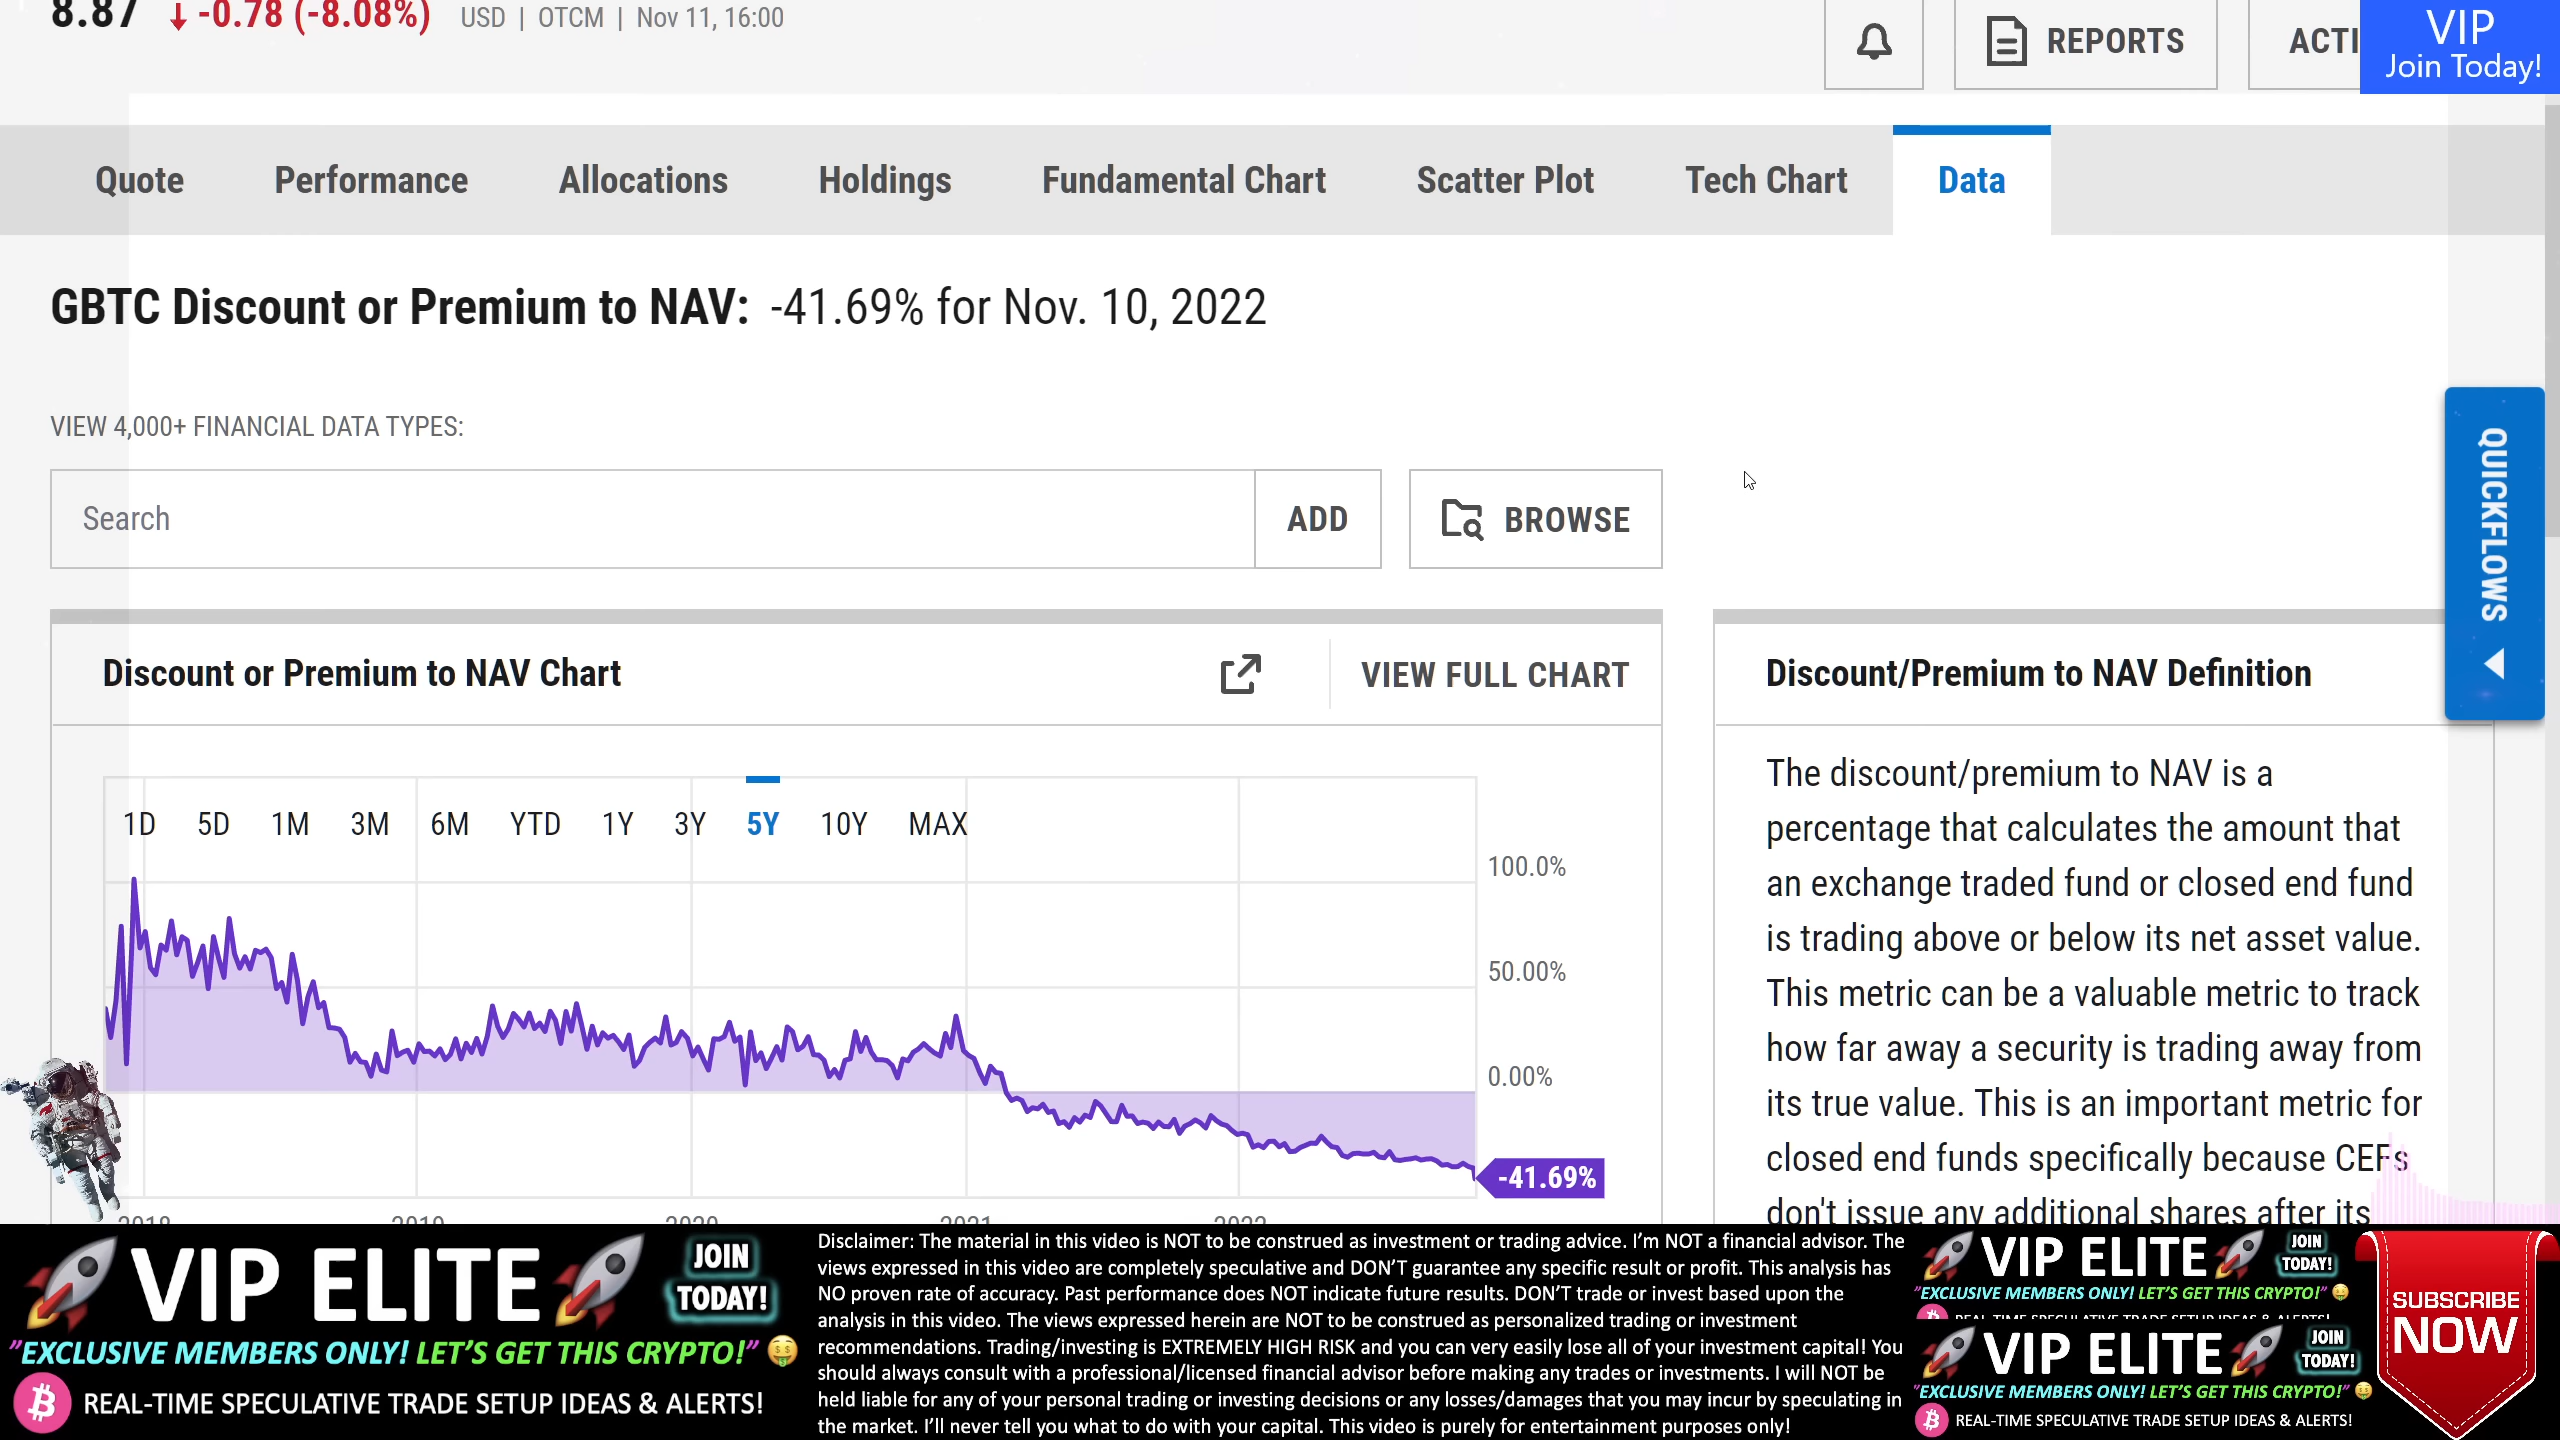 8.87 ↓ -0.78 (-8.08%) USD | OTCM | Nov 11, 16:00
REPORTS
ACTI
VIP
Join Today!
Quote Performance Allocations Holdings Fundamental Chart Scatter Plot Tech Chart Data
GBTC Discount or Premium to NAV: -41.69% for Nov. 10, 2022
VIEW 4,000+ FINANCIAL DATA TYPES:
Search
ADD
BROWSE
QUICKFLOWS
Discount or Premium to NAV Chart
VIEW FULL CHART
1D 5D 1M 3M 6M YTD 1Y 3Y 5Y 10Y MAX
100.0%
50.00%
0.00%
-41.69%
2018 2019 2020 2021 2022
Discount/Premium to NAV Definition
The discount/premium to NAV is a
percentage that calculates the amount that
an exchange traded fund or closed end fund
is trading above or below its net asset value.
This metric can be a valuable metric to track
how far away a security is trading away from
its true value. This is an important metric for
closed end funds specifically because CEFs
don't issue any additional shares after its
VIP ELITE
JOIN
TODAY!
"EXCLUSIVE MEMBERS ONLY! LET'S GET THIS CRYPTO!"
REAL-TIME SPECULATIVE TRADE SETUP IDEAS & ALERTS!
Disclaimer: The material in this video is NOT to be construed as investment or trading advice. I'm NOT a financial advisor. The
views expressed in this video are completely speculative and DON'T guarantee any specific result or profit. This analysis has
NO proven rate of accuracy. Past performance does NOT indicate future results. DON'T trade or invest based upon the
analysis in this video. The views expressed herein are NOT to be construed as personalized trading or investment
recommendations. Trading/investing is EXTREMELY HIGH RISK and you can very easily lose all of your investment capital! You
should always consult with a professional/licensed financial advisor before making any trades or investments. I will NOT be
held liable for any of your personal trading or investing decisions or any losses/damages that you may incur by speculating in
the market. I'll never tell you what to do with your capital. This video is purely for entertainment purposes only!
VIP ELITE
JOIN
TODAY!
"EXCLUSIVE MEMBERS ONLY! LET'S GET THIS CRYPTO!"
REAL-TIME SPECULATIVE TRADE SETUP IDEAS & ALERTS!
VIP ELITE
JOIN
TODAY!
"EXCLUSIVE MEMBERS ONLY! LET'S GET THIS CRYPTO!"
REAL-TIME SPECULATIVE TRADE SETUP IDEAS & ALERTS!
SUBSCRIBE
NOW